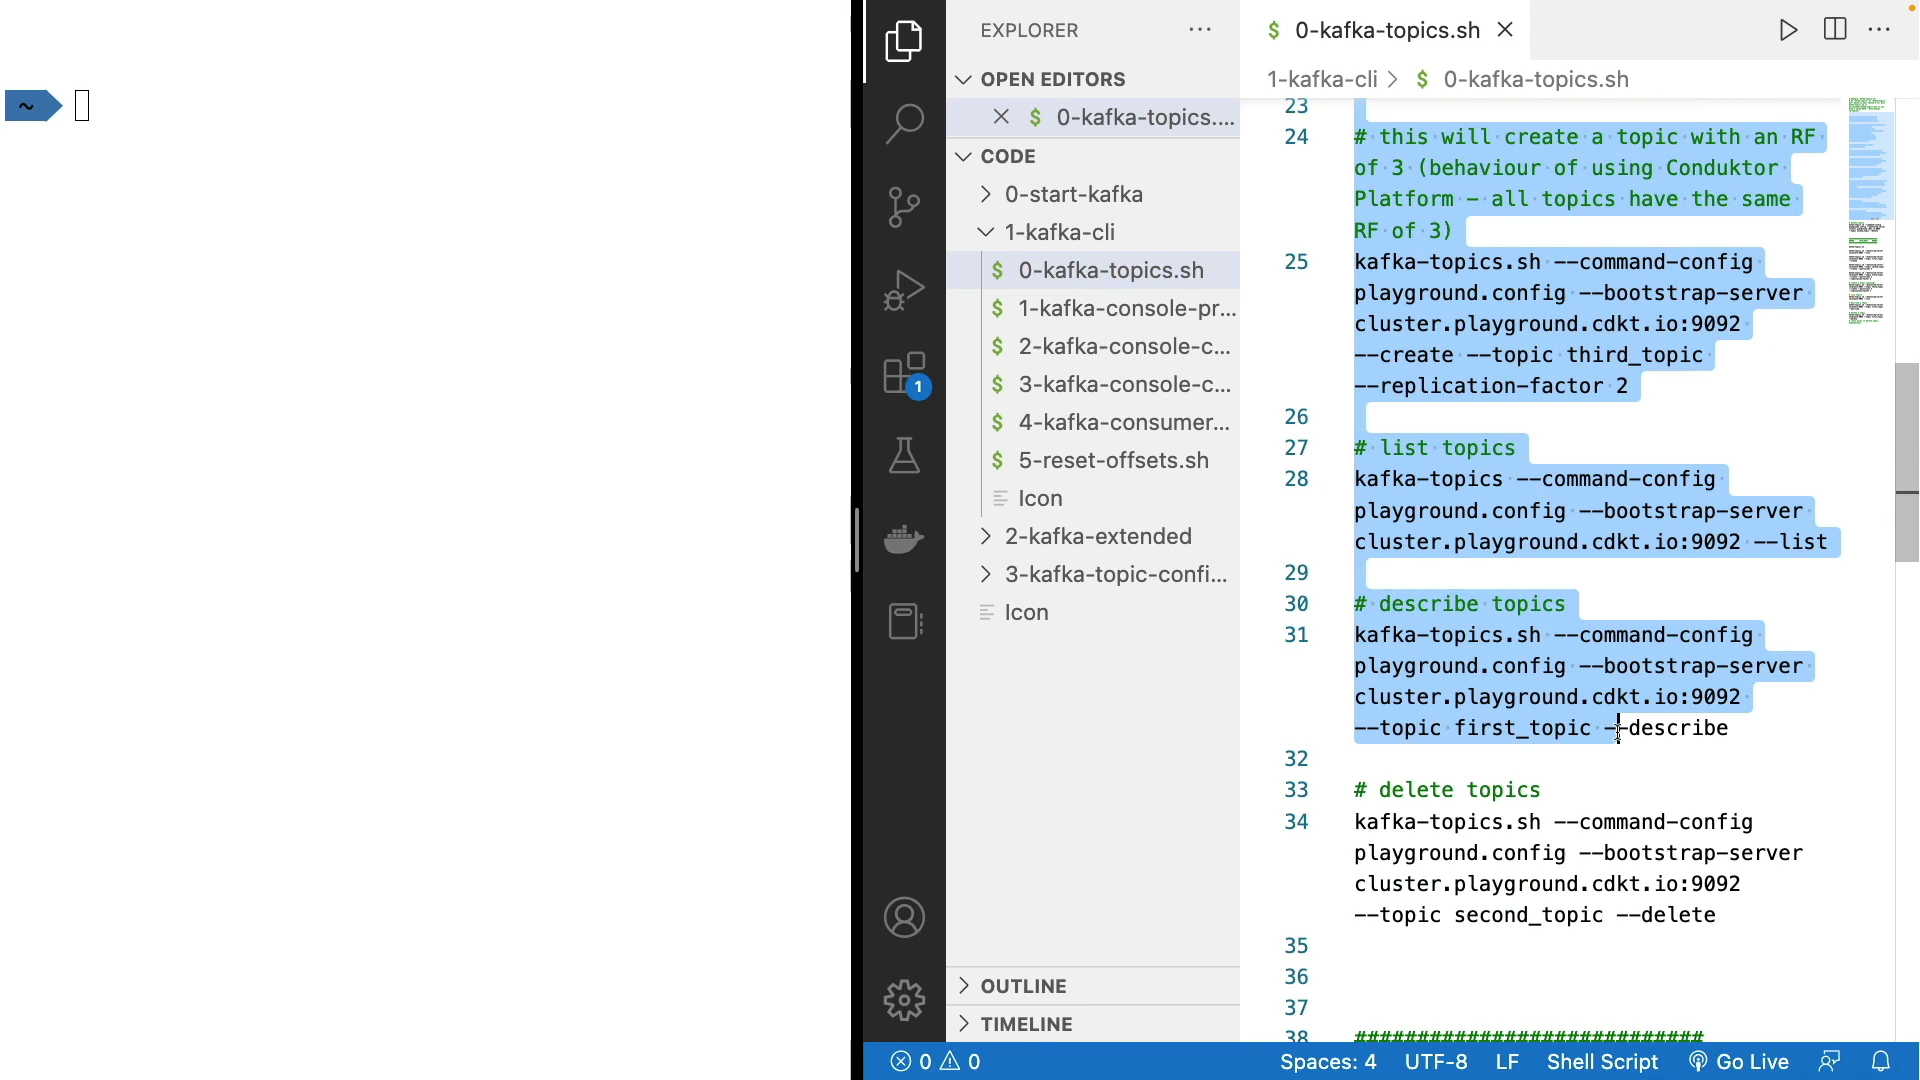 ~
EXPLORER
OPEN EDITORS
$ 0-kafka-topics....
CODE
0-start-kafka
1-kafka-cli
$ 0-kafka-topics.sh
$ 1-kafka-console-pr...
$ 2-kafka-console-c...
$ 3-kafka-console-c...
$ 4-kafka-consumer...
$ 5-reset-offsets.sh
Icon
2-kafka-extended
3-kafka-topic-confi...
Icon
OUTLINE
TIMELINE
1
$ 0-kafka-topics.sh
1-kafka-cli > $ 0-kafka-topics.sh
23
24 # this will create a topic with an RF
of 3 (behaviour of using Conduktor
Platform - all topics have the same
RF of 3)
25 kafka-topics.sh --command-config
playground.config --bootstrap-server
cluster.playground.cdkt.io:9092
--create --topic third_topic
--replication-factor 2
26
27 # list topics
28 kafka-topics --command-config
playground.config --bootstrap-server
cluster.playground.cdkt.io:9092 --list
29
30 # describe topics
31 kafka-topics.sh --command-config
playground.config --bootstrap-server
cluster.playground.cdkt.io:9092
--topic first_topic --describe
32
33 # delete topics
34 kafka-topics.sh --command-config
playground.config --bootstrap-server
cluster.playground.cdkt.io:9092
--topic second_topic --delete
35
36
37
38 ############################
0 0 Spaces: 4 UTF-8 LF Shell Script Go Live